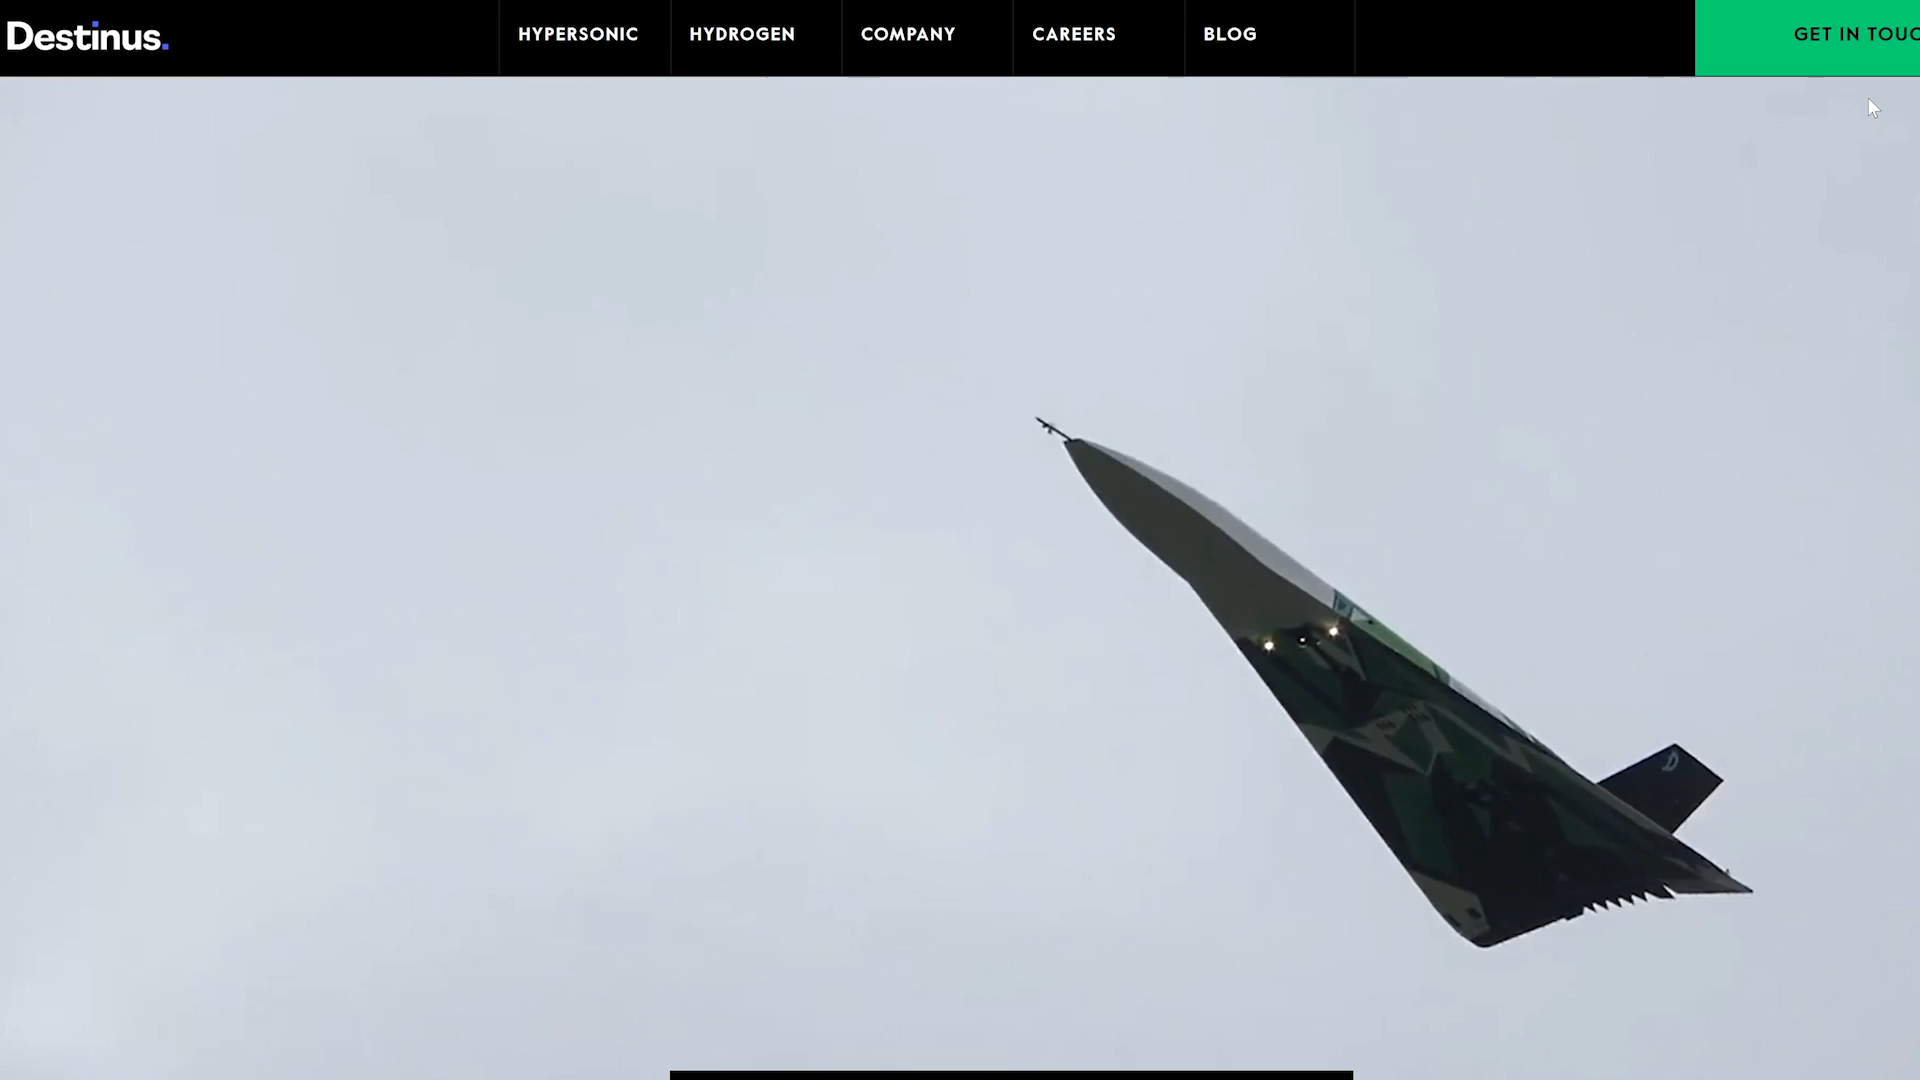 Destinus.
HYPERSONIC
HYDROGEN
COMPANY
CAREERS
BLOG
GET IN TOUC